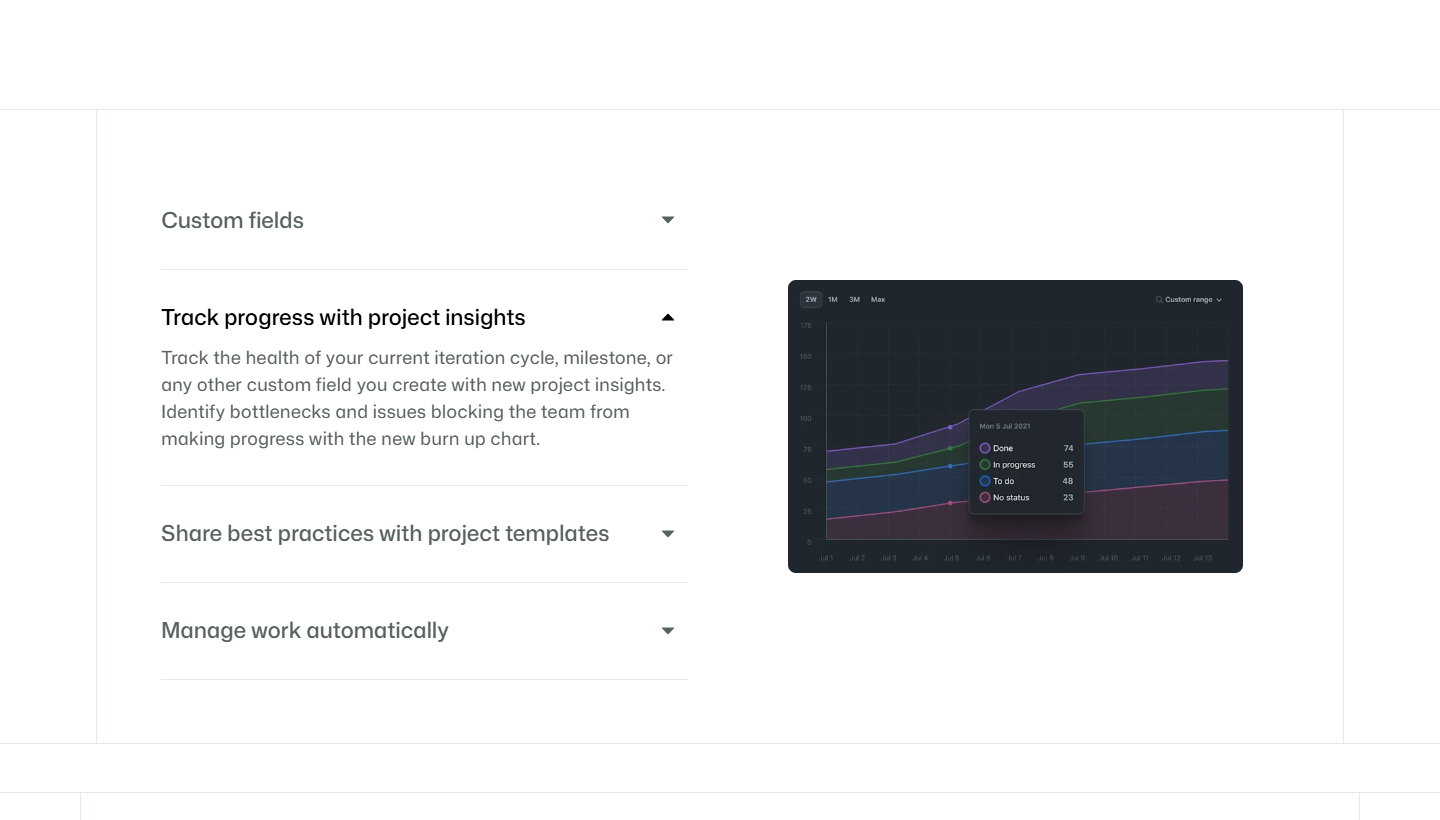 Custom fields
Track progress with project insights
Track the health of your current iteration cycle, milestone, or
any other custom field you create with new project insights.
Identify bottlenecks and issues blocking the team from
making progress with the new burn up chart.
Share best practices with project templates
Manage work automatically
2W 1M 3M Max Custom range
175
150
125
100
75
50
25
0
Mon 5 Jul 2021
Done 74
In progress 55
To do 48
No status 23
Jul 1 Jul 2 Jul 3 Jul 4 Jul 5 Jul 6 Jul 7 Jul 8 Jul 9 Jul 10 Jul 11 Jul 12 Jul 13